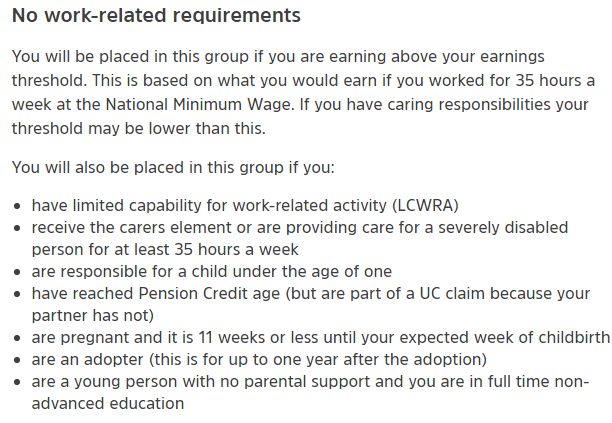 No work-related requirements
You will be placed in this group if you are earning above your earnings
threshold. This is based on what you would earn if you worked for 35 hours a
week at the National Minimum Wage. If you have caring responsibilities your
threshold may be lower than this.
You will also be placed in this group if you:
• have limited capability for work-related activity (LCWRA)
• receive the carers element or are providing care for a severely disabled
person for at least 35 hours a week
• are responsible for a child under the age of one
• have reached Pension Credit age (but are part of a UC claim because your
partner has not)
• are pregnant and it is 11 weeks or less until your expected week of childbirth
• are an adopter (this is for up to one year after the adoption)
• are a young person with no parental support and you are in full time non-
advanced education